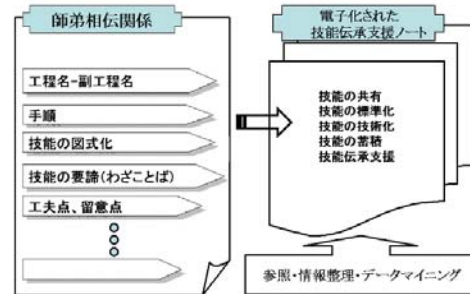 師弟相伝関係
工程名-副工程名
手順
技能の図式化
技能の要諦(わざことば)
工夫点、留意点
電子化された
技能伝承支援ノート
技能の共有
技能の標準化
技能の技術化
技能の蓄積
技能伝承支援
参照・情報整理・データマイニング